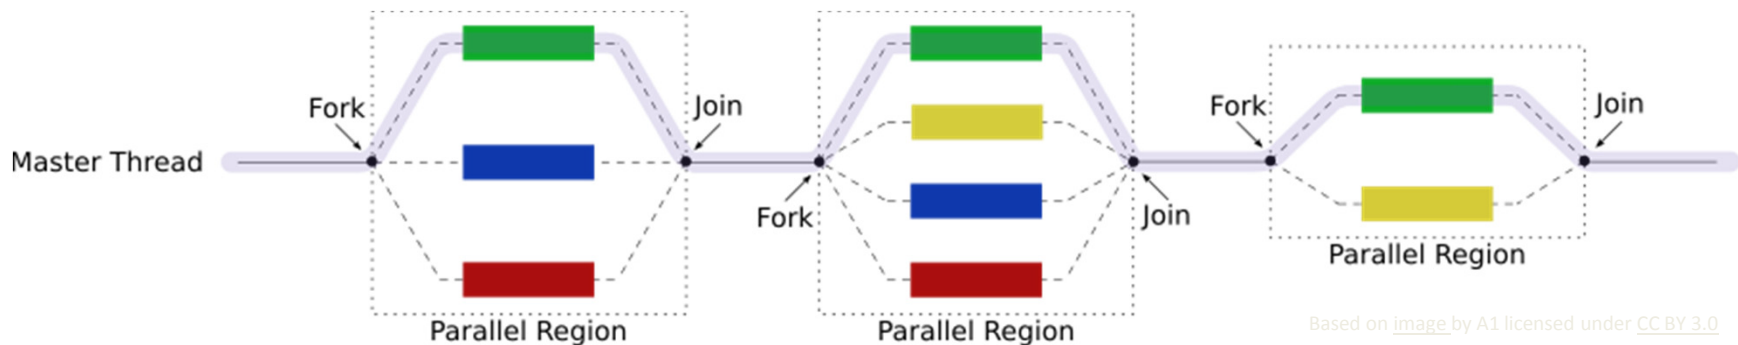 Master Thread
Fork
Join
Parallel Region
Fork
Join
Parallel Region
Fork
Join
Parallel Region
Based on image by A1 licensed under CC BY 3.0